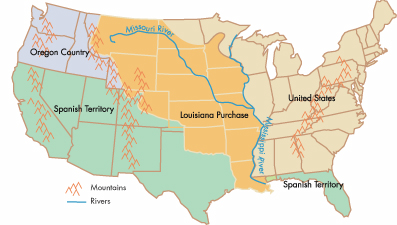 Missouri River
Oregon Country
Spanish Territory
Louisiana Purchase
United States
Mississippi River
Spanish Territory
Mountains
Rivers